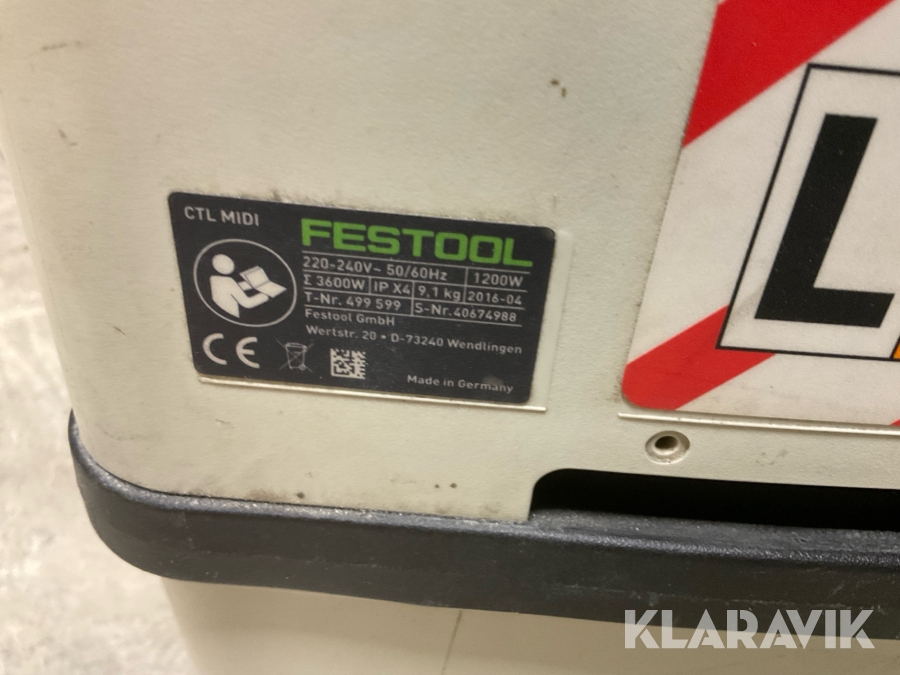 CTL MIDI
FESTOOL
220-240V~ 50/60Hz 1200W
Σ 3600W IP X4 9,1 kg 2016-04
T-Nr. 499 599 S-Nr. 40674988
Festool GmbH
Wertstr. 20 • D-73240 Wendlingen
CE
Made in Germany
L
KLARAVIK